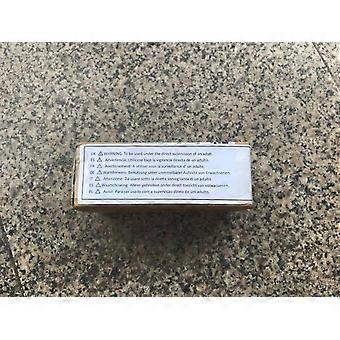 UK ⚠ WARNING: To be used under the direct supervision of an adult.
ES ⚠ Advertencia: Utilícese bajo la vigilancia directa de un adulto.
FR ⚠ Avertissement: A utiliser sous la surveillance d' un adulte.
DE ⚠ Warnhinweis: Benutzung unter unmittelbarer Aufsicht von Erwachsenen.
IT ⚠ Attenzione: Da usare sotto la diretta sorveglianza di un adulto.
⚠ Waarschuwing: Alleen gebruiken onder direct toezicht van volwassenen.
⚠ Aviso: Para ser usado com a supervisao direta de um adulto.